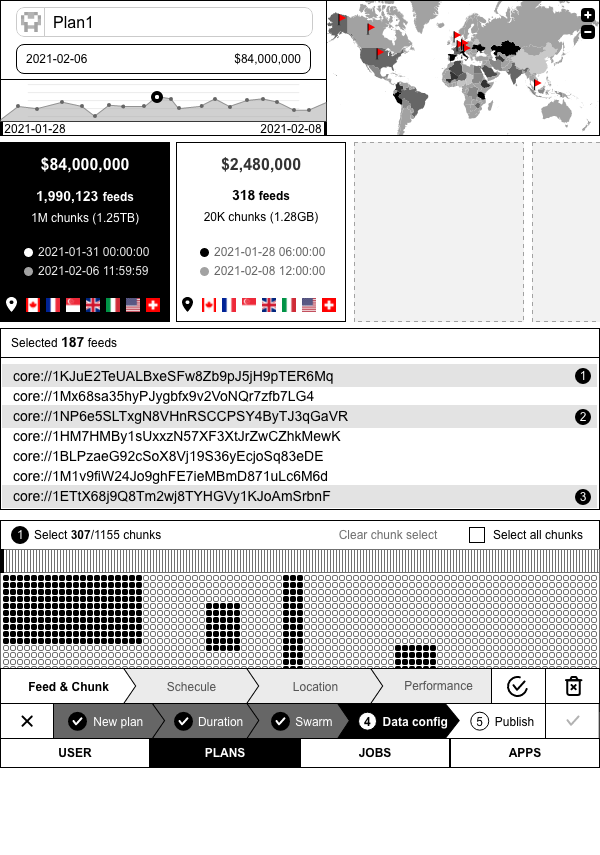 Plan1
2021-02-06 $84,000,000
2021-01-28 2021-02-08
$84,000,000
1,990,123 feeds
1M chunks (1.25TB)
2021-01-31 00:00:00
2021-02-06 11:59:59
$2,480,000
318 feeds
20K chunks (1.28GB)
2021-01-28 06:00:00
2021-02-08 12:00:00
Selected 187 feeds
core://1KJuE2TeUALBxeSFw8Zb9pJ5jH9pTER6Mq 1
core://1Mx68sa35hyPJygbfx9v2VoNQr7zfb7LG4
core://1NP6e5SLTxgN8VHnRSCCPSY4ByTJ3qGaVR 2
core://1HM7HMBy1sUxxzN57XF3XtJrZwCZhkMewK
core://1BLPzaeG92cSoX8Vj19S36yEcjoSq83eDE
core://1M1v9fiW24Jo9ghFE7ieMBmD871uLc6M6d
core://1ETtX68j9Q8Tm2wj8TYHGVy1KJoAmSrbnF 3
1 Select 307/1155 chunks Clear chunk select Select all chunks
Feed & Chunk Schecule Location Performance
New plan Duration Swarm 4 Data config 5 Publish
USER PLANS JOBS APPS